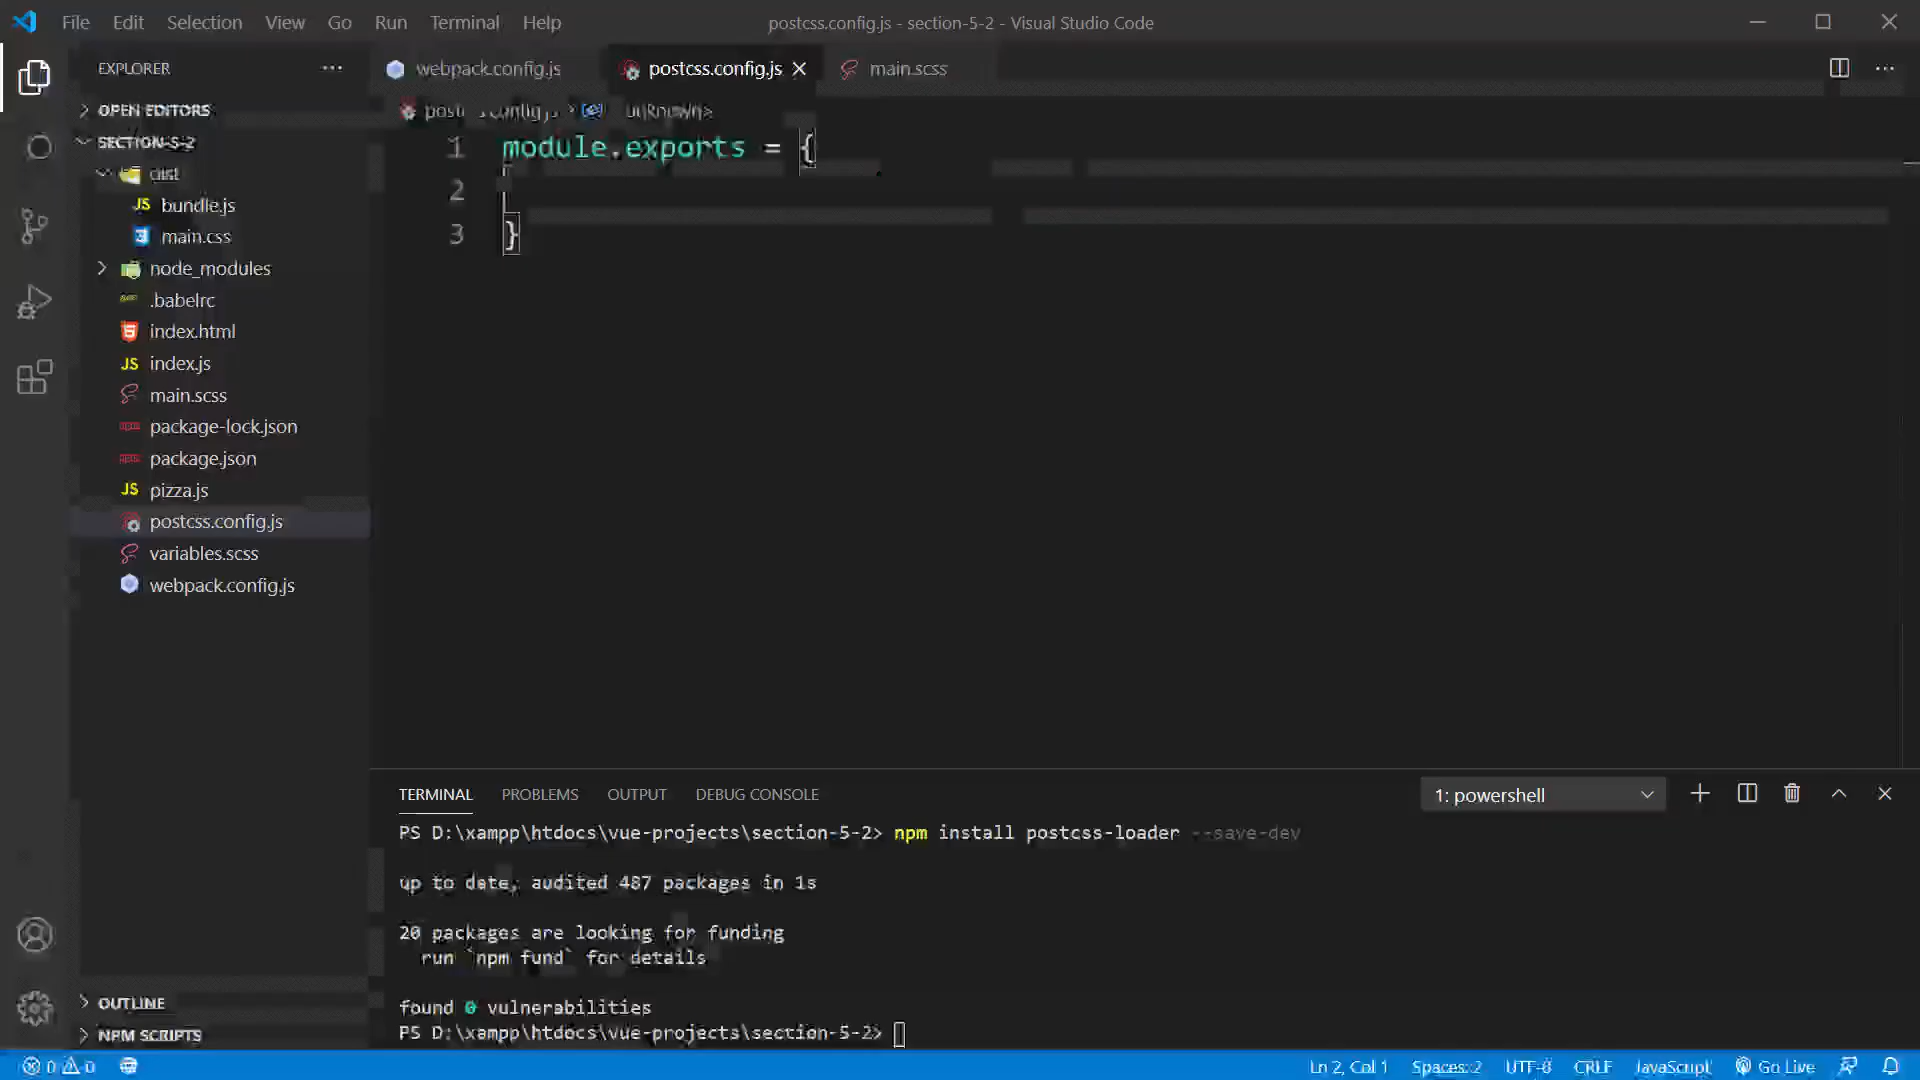 File Edit Selection View Go Run Terminal Help
postcss.config.js - section-5-2 - Visual Studio Code
EXPLORER
webpack.config.js
postcss.config.js
main.scss
OPEN EDITORS
SECTION-5-2
dist
bundle.js
main.css
node_modules
.babelrc
index.html
index.js
main.scss
package-lock.json
package.json
pizza.js
postcss.config.js
variables.scss
webpack.config.js
OUTLINE
NPM SCRIPTS
1 module.exports = {
2
3 }
TERMINAL PROBLEMS OUTPUT DEBUG CONSOLE
1: powershell
PS D:\xampp\htdocs\vue-projects\section-5-2> npm install postcss-loader --save-dev
up to date, audited 487 packages in 1s
20 packages are looking for funding
run `npm fund` for details
found 0 vulnerabilities
PS D:\xampp\htdocs\vue-projects\section-5-2>
0 0
Ln 2, Col 1 Spaces: 2 UTF-8 CRLF JavaScript Go Live